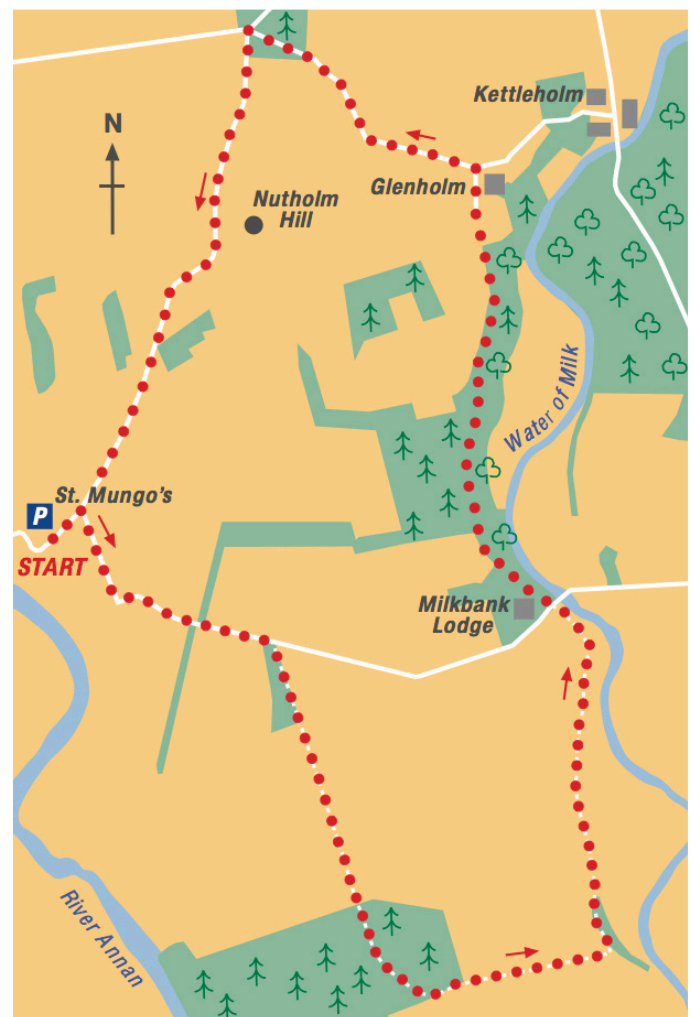 Kettleholm
N
Glenholm
Nutholm
Hill
Water of Milk
St. Mungo's
P
START
Milkbank
Lodge
River Annan